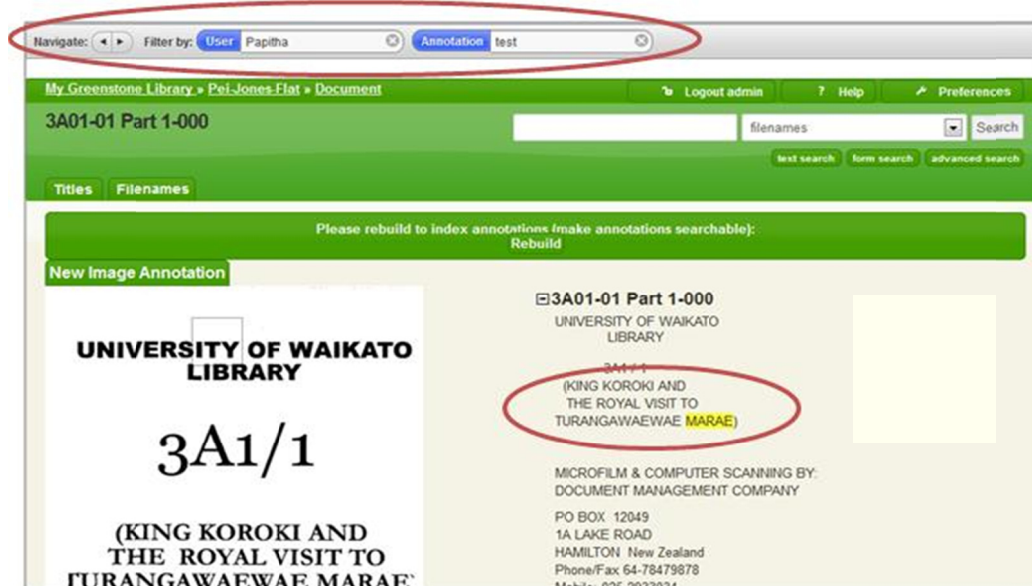 Navigate: Filter by: User Papitha Annotation test
My Greenstone Library » Pei-Jones-Flat » Document
Logout admin ? Help Preferences
3A01-01 Part 1-000
filenames Search
text search form search advanced search
Titles Filenames
Please rebuild to index annotations (make annotations searchable):
Rebuild
New Image Annotation
UNIVERSITY OF WAIKATO
LIBRARY
3A1/1
(KING KOROKI AND
THE ROYAL VISIT TO
TURANGAWAEWAE MARAE)
3A01-01 Part 1-000
UNIVERSITY OF WAIKATO
LIBRARY
3A1 / 1
(KING KOROKI AND
THE ROYAL VISIT TO
TURANGAWAEWAE MARAE)
MICROFILM & COMPUTER SCANNING BY:
DOCUMENT MANAGEMENT COMPANY
PO BOX 12049
1A LAKE ROAD
HAMILTON New Zealand
Phone/Fax 64-78479878